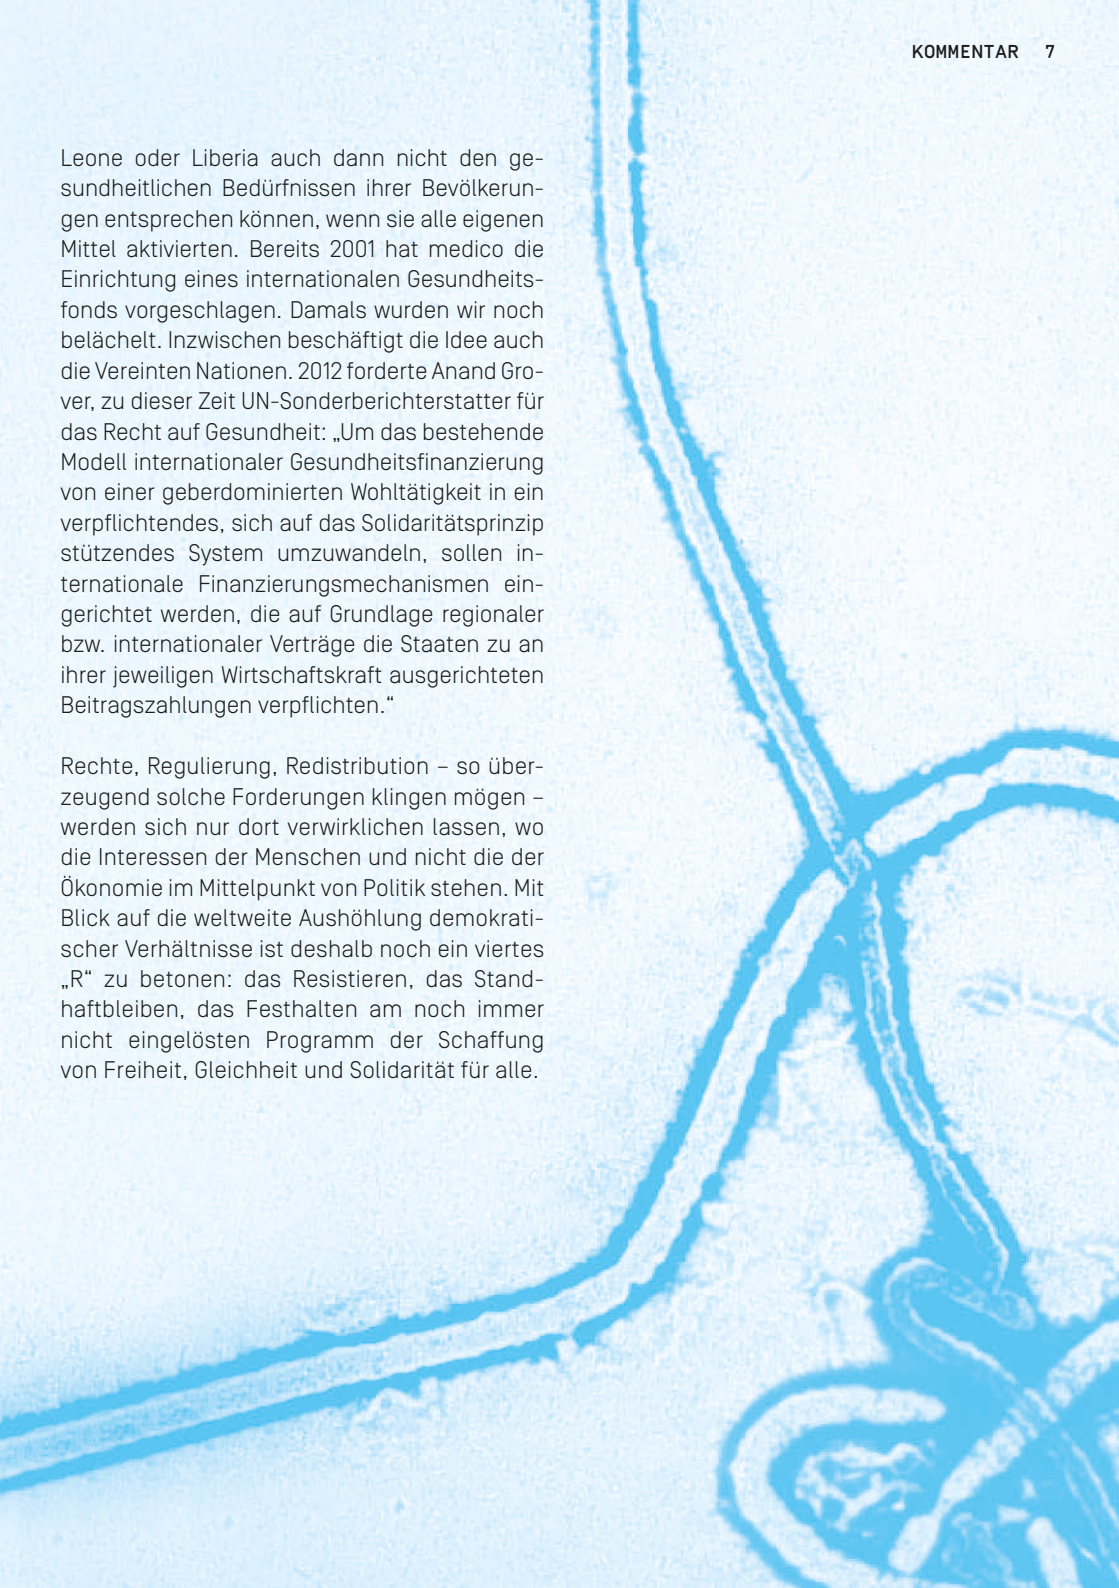 KOMMENTAR 7
Leone oder Liberia auch dann nicht den ge-
sundheitlichen Bedürfnissen ihrer Bevölkerun-
gen entsprechen können, wenn sie alle eigenen
Mittel aktivierten. Bereits 2001 hat medico die
Einrichtung eines internationalen Gesundheits-
fonds vorgeschlagen. Damals wurden wir noch
belächelt. Inzwischen beschäftigt die Idee auch
die Vereinten Nationen. 2012 forderte Anand Gro-
ver, zu dieser Zeit UN-Sonderberichterstatter für
das Recht auf Gesundheit: „Um das bestehende
Modell internationaler Gesundheitsfinanzierung
von einer geberdominierten Wohltätigkeit in ein
verpflichtendes, sich auf das Solidaritätsprinzip
stützendes System umzuwandeln, sollen in-
ternationale Finanzierungsmechanismen ein-
gerichtet werden, die auf Grundlage regionaler
bzw. internationaler Verträge die Staaten zu an
ihrer jeweiligen Wirtschaftskraft ausgerichteten
Beitragszahlungen verpflichten.“
Rechte, Regulierung, Redistribution – so über-
zeugend solche Forderungen klingen mögen –
werden sich nur dort verwirklichen lassen, wo
die Interessen der Menschen und nicht die der
Ökonomie im Mittelpunkt von Politik stehen. Mit
Blick auf die weltweite Aushöhlung demokrati-
scher Verhältnisse ist deshalb noch ein viertes
„R“ zu betonen: das Resistieren, das Stand-
haftbleiben, das Festhalten am noch immer
nicht eingelösten Programm der Schaffung
von Freiheit, Gleichheit und Solidarität für alle.